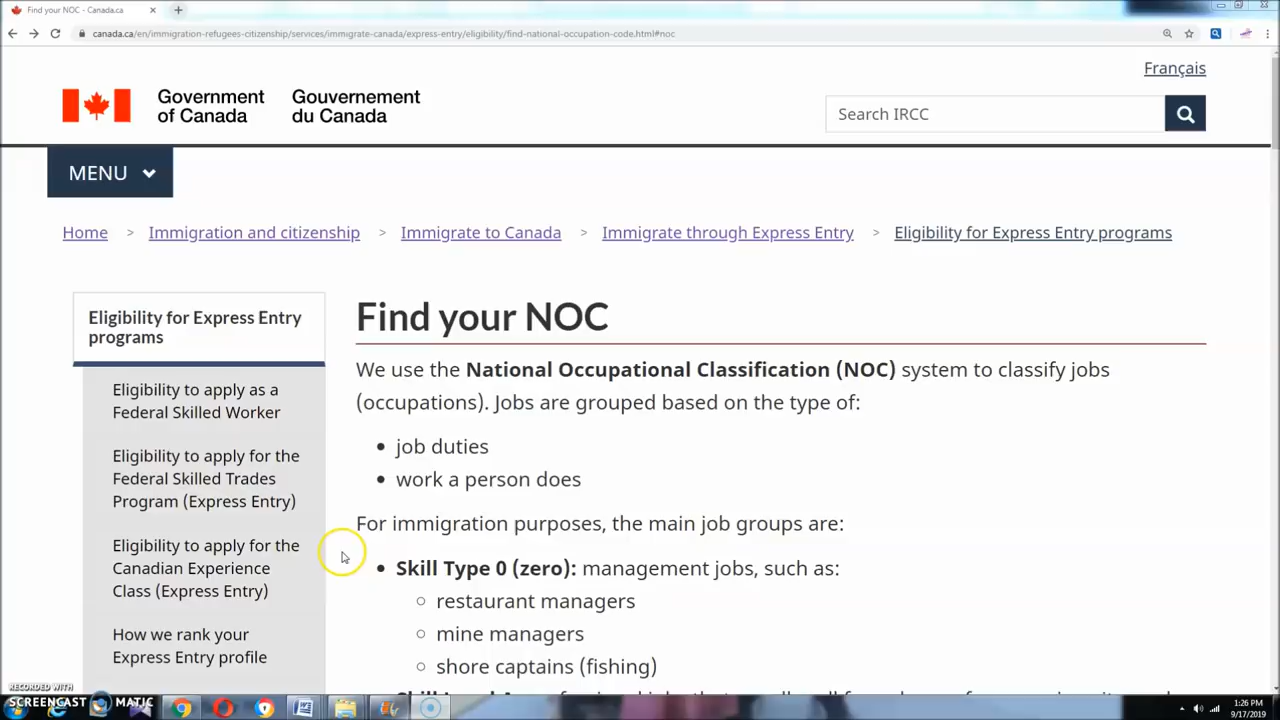 Find your NOC - Canada.ca
canada.ca/en/immigration-refugees-citizenship/services/immigrate-canada/express-entry/eligibility/find-national-occupation-code.html#noc
Français
Government of Canada
Gouvernement du Canada
Search IRCC
MENU
Home > Immigration and citizenship > Immigrate to Canada > Immigrate through Express Entry > Eligibility for Express Entry programs
Eligibility for Express Entry
programs
Eligibility to apply as a
Federal Skilled Worker
Eligibility to apply for the
Federal Skilled Trades
Program (Express Entry)
Eligibility to apply for the
Canadian Experience
Class (Express Entry)
How we rank your
Express Entry profile
Find your NOC
We use the National Occupational Classification (NOC) system to classify jobs
(occupations). Jobs are grouped based on the type of:
job duties
work a person does
For immigration purposes, the main job groups are:
Skill Type 0 (zero): management jobs, such as:
restaurant managers
mine managers
shore captains (fishing)
RECORDED WITH
SCREENCAST MATIC
1:26 PM
9/17/2019